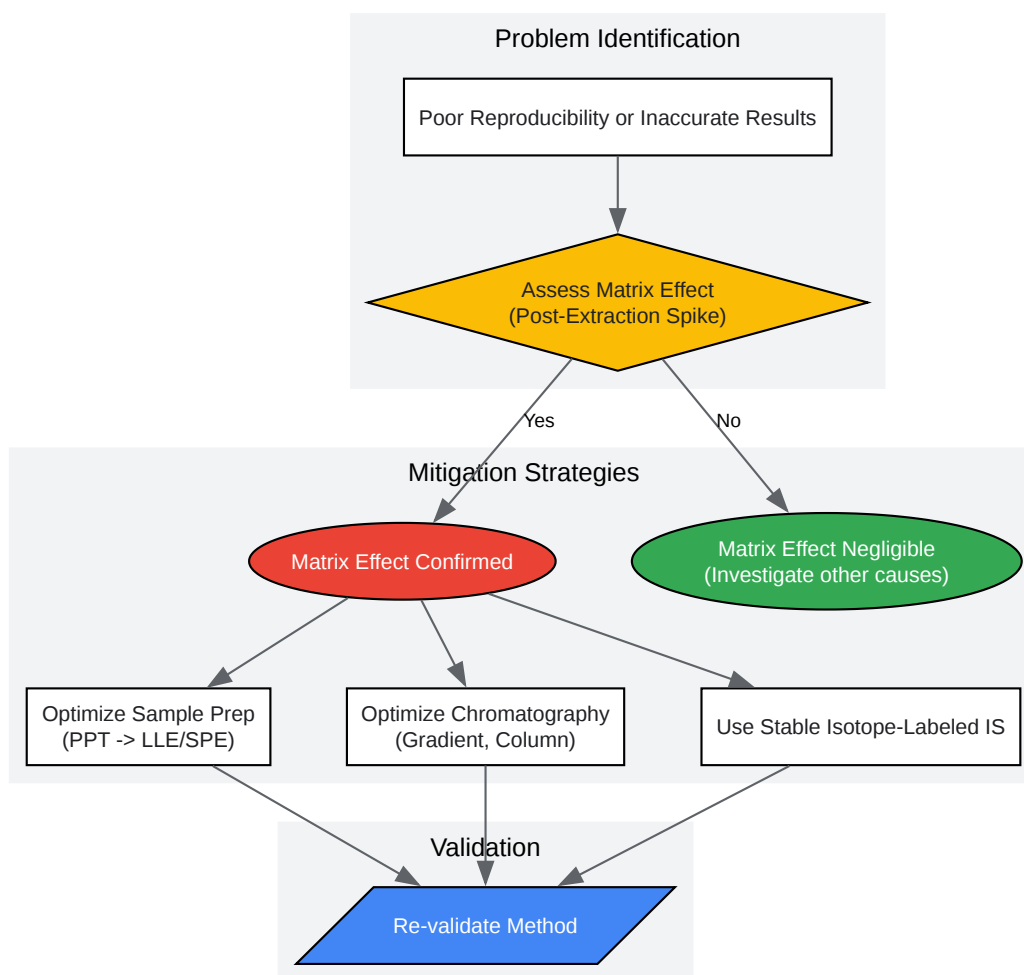 Problem Identification
Poor Reproducibility or Inaccurate Results
Assess Matrix Effect
(Post-Extraction Spike)
Yes
No
Mitigation Strategies
Matrix Effect Confirmed
Matrix Effect Negligible
(Investigate other causes)
Optimize Sample Prep
(PPT -> LLE/SPE)
Optimize Chromatography
(Gradient, Column)
Use Stable Isotope-Labeled IS
Validation
Re-validate Method